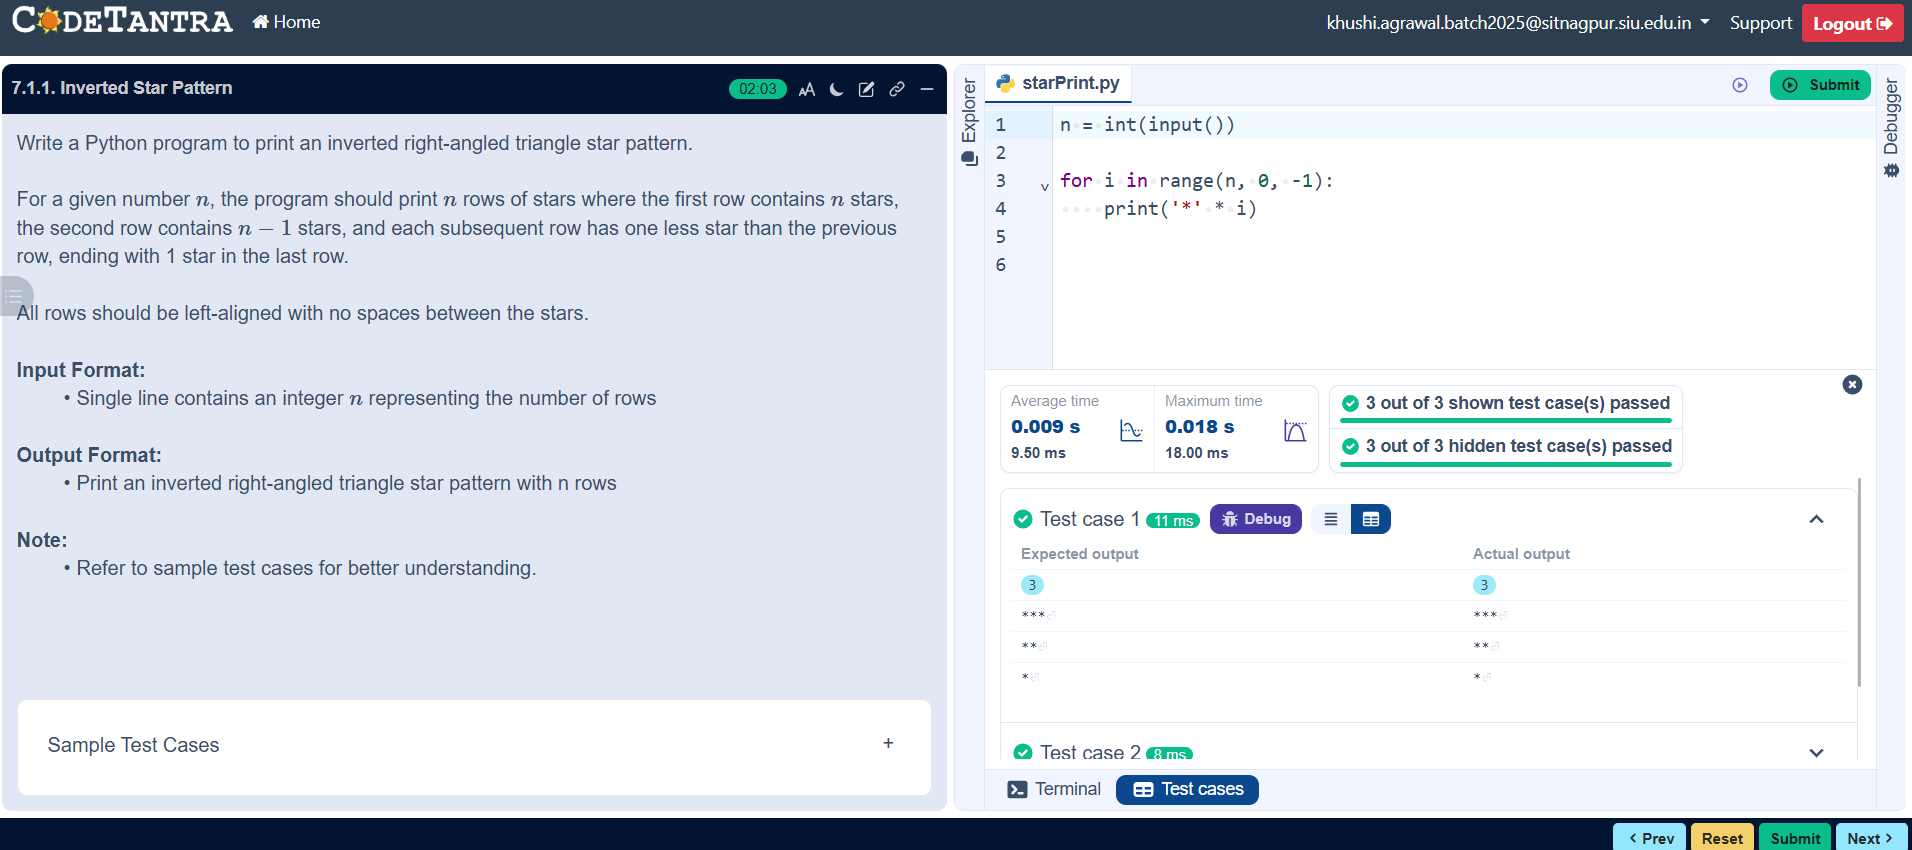 CODETANTRA
Home
khushi.agrawal.batch2025@sitnagpur.siu.edu.in
Support
Logout
7.1.1. Inverted Star Pattern
02:03
Write a Python program to print an inverted right-angled triangle star pattern.
For a given number n, the program should print n rows of stars where the first row contains n stars,
the second row contains n − 1 stars, and each subsequent row has one less star than the previous
row, ending with 1 star in the last row.
All rows should be left-aligned with no spaces between the stars.
Input Format:
• Single line contains an integer n representing the number of rows
Output Format:
• Print an inverted right-angled triangle star pattern with n rows
Note:
• Refer to sample test cases for better understanding.
Sample Test Cases
+
Explorer
starPrint.py
Submit
Debugger
1 n = int(input())
2
3 for i in range(n, 0, -1):
4     print('*' * i)
5
6
Average time
0.009 s
9.50 ms
Maximum time
0.018 s
18.00 ms
3 out of 3 shown test case(s) passed
3 out of 3 hidden test case(s) passed
Test case 1 11 ms
Debug
Expected output Actual output
3 3
*** ***
** **
* *
Test case 2 8 ms
Terminal
Test cases
< Prev
Reset
Submit
Next >